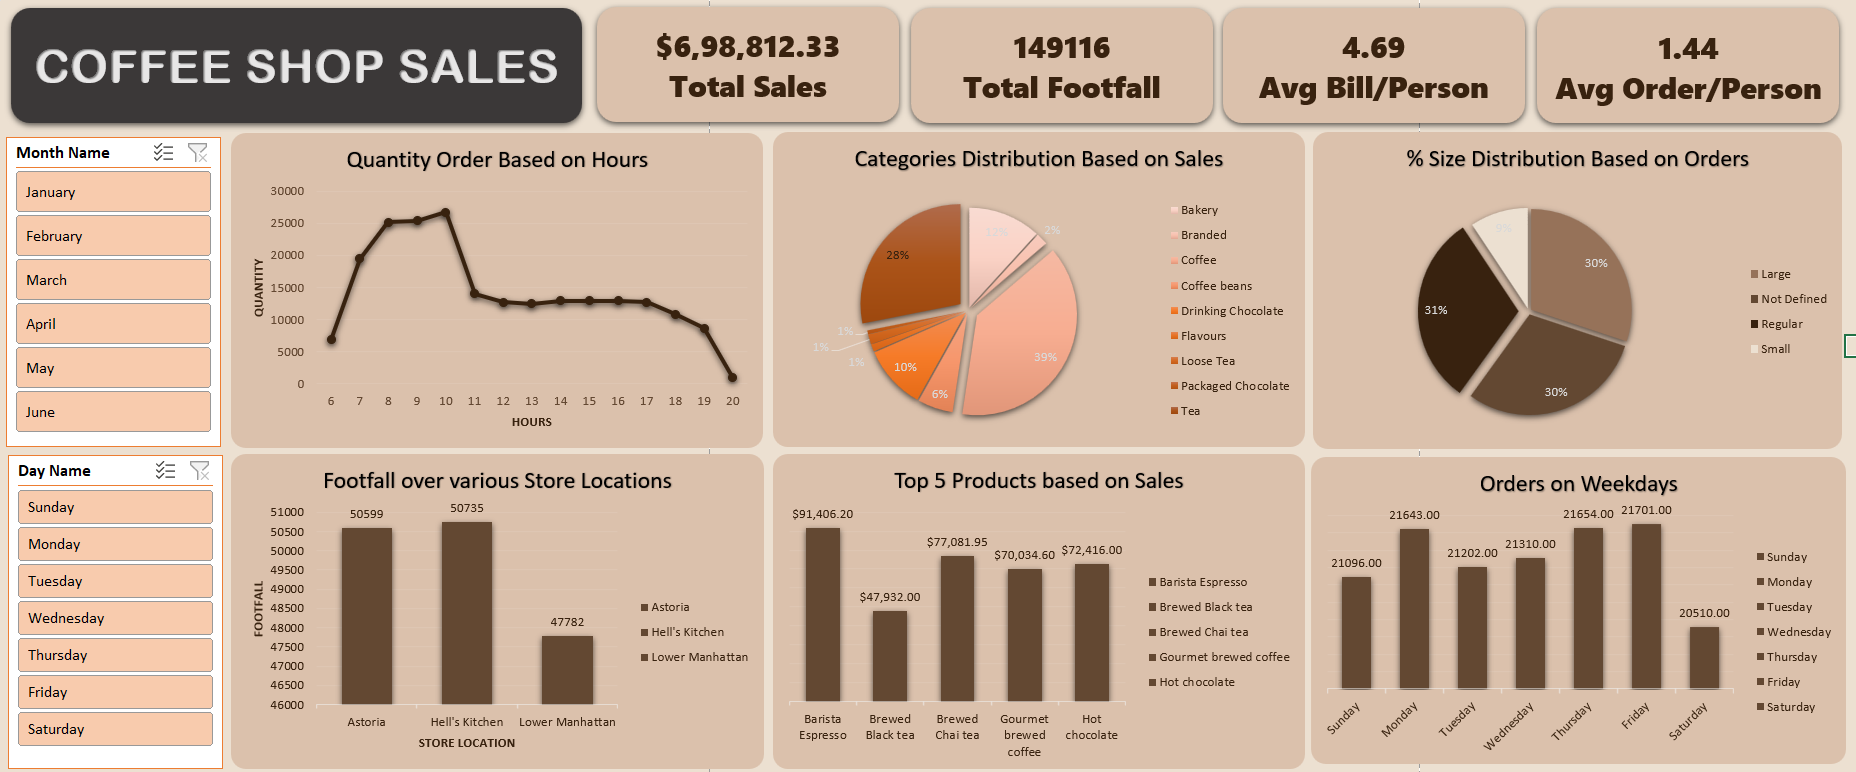 COFFEE SHOP SALES
$6,98,812.33
Total Sales
149116
Total Footfall
4.69
Avg Bill/Person
1.44
Avg Order/Person
Month Name
January
February
March
April
May
June
Day Name
Sunday
Monday
Tuesday
Wednesday
Thursday
Friday
Saturday
Quantity Order Based on Hours
QUANTITY
30000
25000
20000
15000
10000
5000
0
6 7 8 9 10 11 12 13 14 15 16 17 18 19 20
HOURS
Categories Distribution Based on Sales
12%
2%
39%
6%
10%
1%
1%
1%
28%
Bakery
Branded
Coffee
Coffee beans
Drinking Chocolate
Flavours
Loose Tea
Packaged Chocolate
Tea
% Size Distribution Based on Orders
30%
30%
31%
9%
Large
Not Defined
Regular
Small
Footfall over various Store Locations
FOOTFALL
51000
50500
50000
49500
49000
48500
48000
47500
47000
46500
46000
50599
50735
47782
Astoria
Hell's Kitchen
Lower Manhattan
STORE LOCATION
Astoria
Hell's Kitchen
Lower Manhattan
Top 5 Products based on Sales
$91,406.20
$47,932.00
$77,081.95
$70,034.60
$72,416.00
Barista
Espresso
Brewed
Black tea
Brewed
Chai tea
Gourmet
brewed
coffee
Hot
chocolate
Barista Espresso
Brewed Black tea
Brewed Chai tea
Gourmet brewed coffee
Hot chocolate
Orders on Weekdays
21096.00
21643.00
21202.00
21310.00
21654.00
21701.00
20510.00
Sunday
Monday
Tuesday
Wednesday
Thursday
Friday
Saturday
Sunday
Monday
Tuesday
Wednesday
Thursday
Friday
Saturday